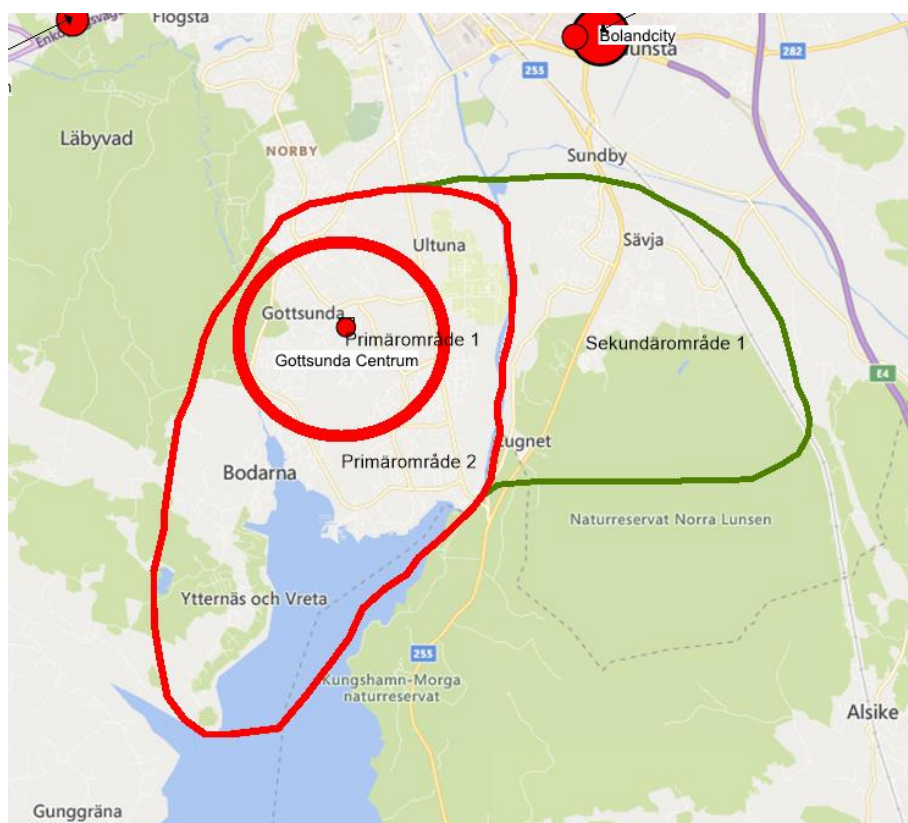 Flogsta
Bolandcity
255
282
Läbyvad
NORBY
Sundby
Ultuna
Sävja
Gottsunda
Primärområde 1
Sekundärområde 1
Gottsunda Centrum
E4
Primärområde 2
Bodarna
Naturreservat Norra Lunsen
Ytternäs och Vreta
255
Kungshamn-Morga
naturreservat
Alsike
Gunggräna